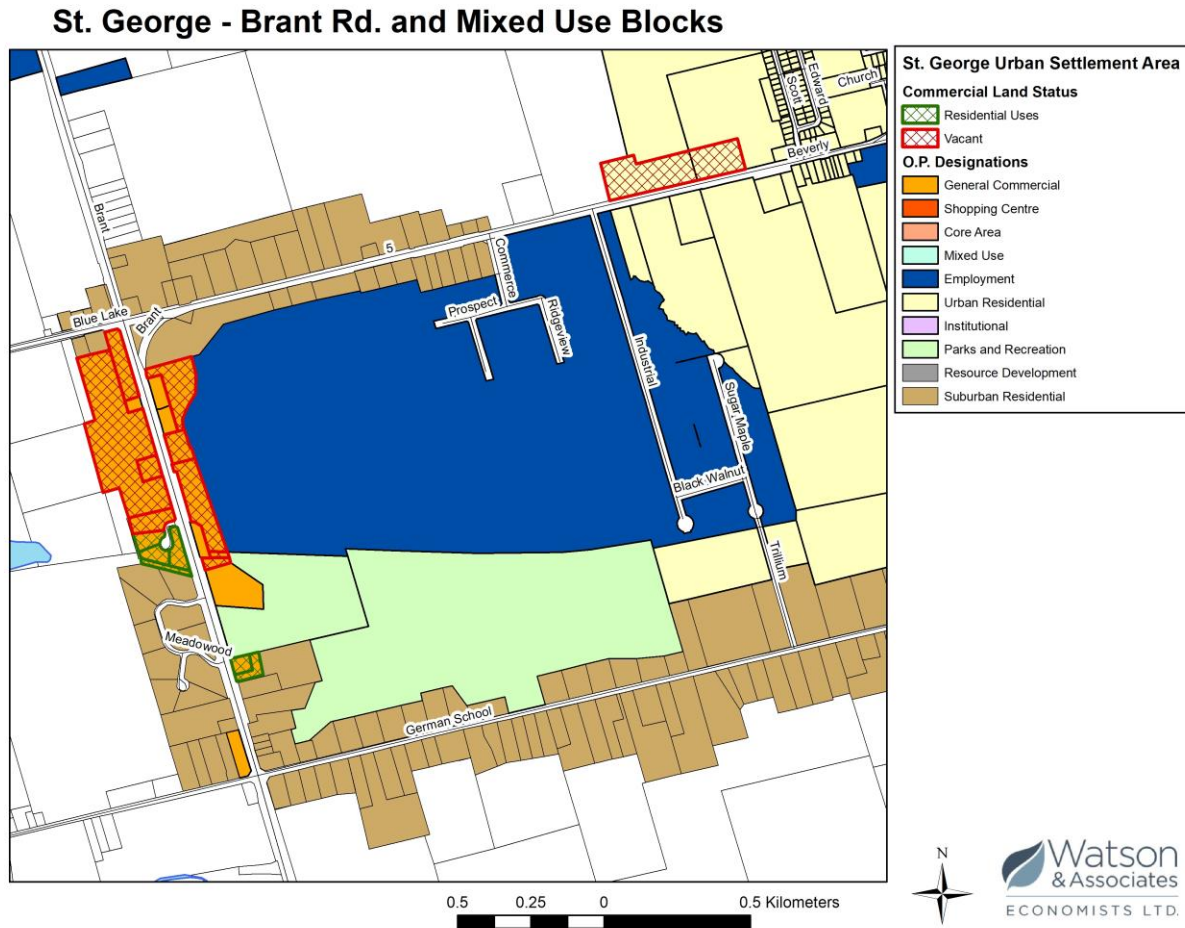 St. George - Brant Rd. and Mixed Use Blocks
Church
Edward
Scott
Beverly
Brant
5
Commerce
Prospect
Ridgeview
Blue Lake
Brant
Industrial
Sugar Maple
Black Walnut
Trillium
Meadowood
German School
St. George Urban Settlement Area
Commercial Land Status
Residential Uses
Vacant
O.P. Designations
General Commercial
Shopping Centre
Core Area
Mixed Use
Employment
Urban Residential
Institutional
Parks and Recreation
Resource Development
Suburban Residential
0.5 0.25 0 0.5 Kilometers
N
Watson
& Associates
ECONOMISTS LTD.